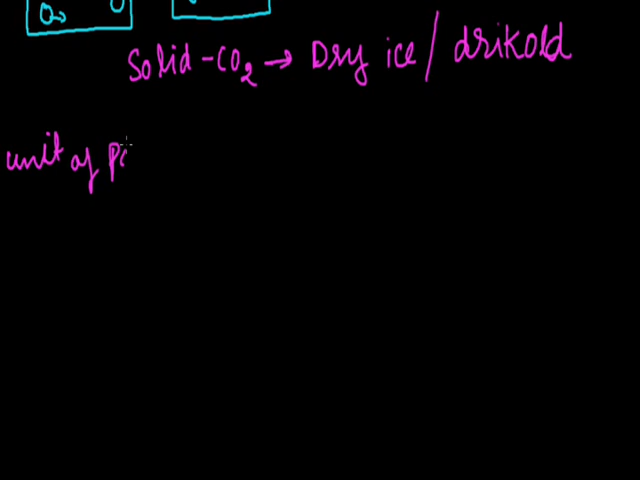 Solid - CO2 → Dry ice / drikold
unit of